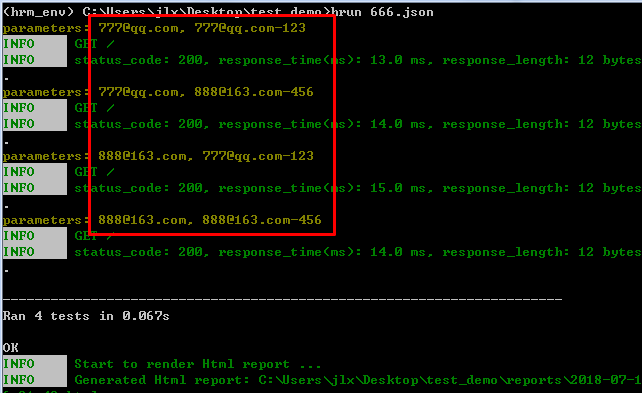 (hrm_env) C:\Users\jlx\Desktop\test_demo>hrun 666.json
parameters: 777@qq.com, 777@qq.com-123
INFO GET /
INFO status_code: 200, response_time(ms): 13.0 ms, response_length: 12 bytes
.
parameters: 777@qq.com, 888@163.com-456
INFO GET /
INFO status_code: 200, response_time(ms): 14.0 ms, response_length: 12 bytes
.
parameters: 888@163.com, 777@qq.com-123
INFO GET /
INFO status_code: 200, response_time(ms): 15.0 ms, response_length: 12 bytes
.
parameters: 888@163.com, 888@163.com-456
INFO GET /
INFO status_code: 200, response_time(ms): 14.0 ms, response_length: 12 bytes
.
----------------------------------------------------------------------
Ran 4 tests in 0.067s
OK
INFO Start to render Html report ...
INFO Generated Html report: C:\Users\jlx\Desktop\test_demo\reports\2018-07-1